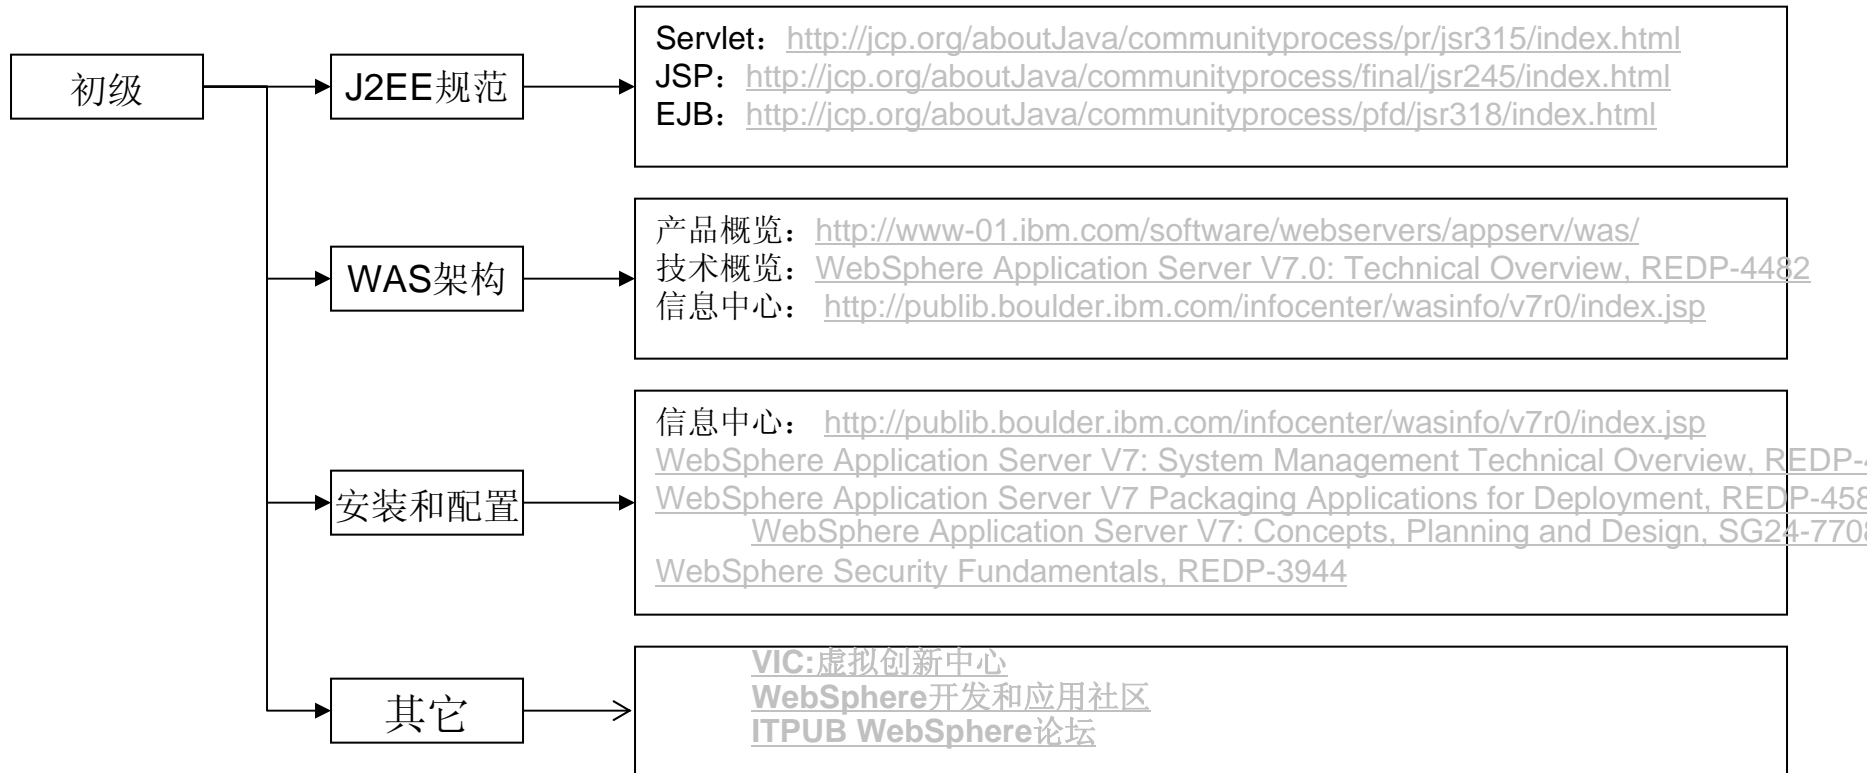 初级
J2EE规范
Servlet：http://jcp.org/aboutJava/communityprocess/pr/jsr315/index.html
JSP：http://jcp.org/aboutJava/communityprocess/final/jsr245/index.html
EJB：http://jcp.org/aboutJava/communityprocess/pfd/jsr318/index.html
WAS架构
产品概览：http://www-01.ibm.com/software/webservers/appserv/was/
技术概览：WebSphere Application Server V7.0: Technical Overview, REDP-4482
信息中心： http://publib.boulder.ibm.com/infocenter/wasinfo/v7r0/index.jsp
安装和配置
信息中心： http://publib.boulder.ibm.com/infocenter/wasinfo/v7r0/index.jsp
WebSphere Application Server V7: System Management Technical Overview, REDP-4
WebSphere Application Server V7 Packaging Applications for Deployment, REDP-458
WebSphere Application Server V7: Concepts, Planning and Design, SG24-7708
WebSphere Security Fundamentals, REDP-3944
其它
VIC:虚拟创新中心
WebSphere开发和应用社区
ITPUB WebSphere论坛